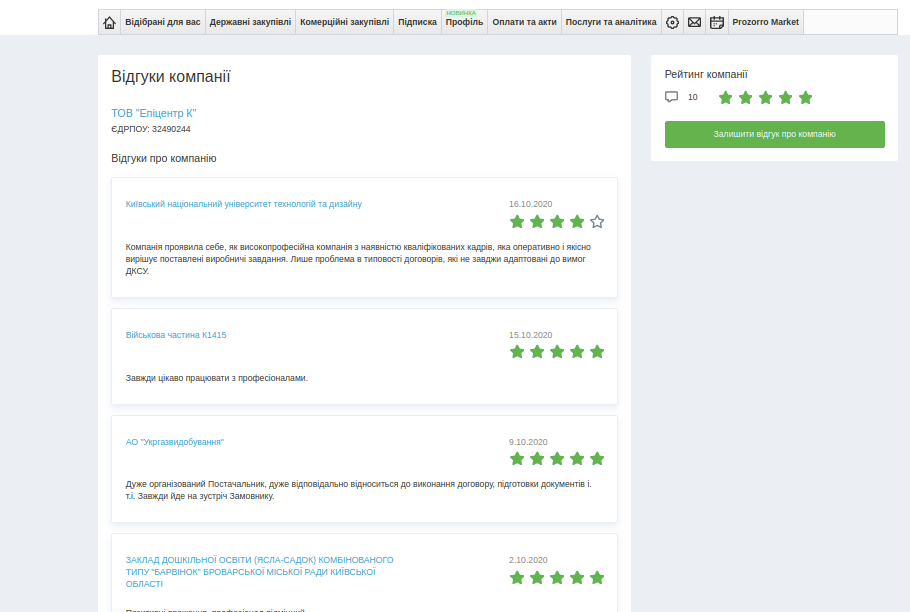 НОВИНКА
Відібрані для вас Державні закупівлі Комерційні закупівлі Підписка Профіль Оплати та акти Послуги та аналітика Prozorro Market
Відгуки компанії
ТОВ "Епіцентр К"
ЄДРПОУ: 32490244
Відгуки про компанію
Київський національний університет технологій та дизайну
16.10.2020
Компанія проявила себе, як високопрофесійна компанія з наявністю кваліфікованих кадрів, яка оперативно і якісно
вирішує поставлені виробничі завдання. Лише проблема в типовості договорів, які не завжди адаптовані до вимог
ДКСУ.
Військова частина К1415
15.10.2020
Завжди цікаво працювати з професіоналами.
АО "Укргазвидобування"
9.10.2020
Дуже організований Постачальник, дуже відповідально відноситься до виконання договору, підготовки документів і.
т.і. Завжди йде на зустріч Замовнику.
ЗАКЛАД ДОШКІЛЬНОЇ ОСВІТИ (ЯСЛА-САДОК) КОМБІНОВАНОГО
ТИПУ "БАРВІНОК" БРОВАРСЬКОЇ МІСЬКОЇ РАДИ КИЇВСЬКОЇ
ОБЛАСТІ
2.10.2020
Рейтинг компанії
10
Залишити відгук про компанію